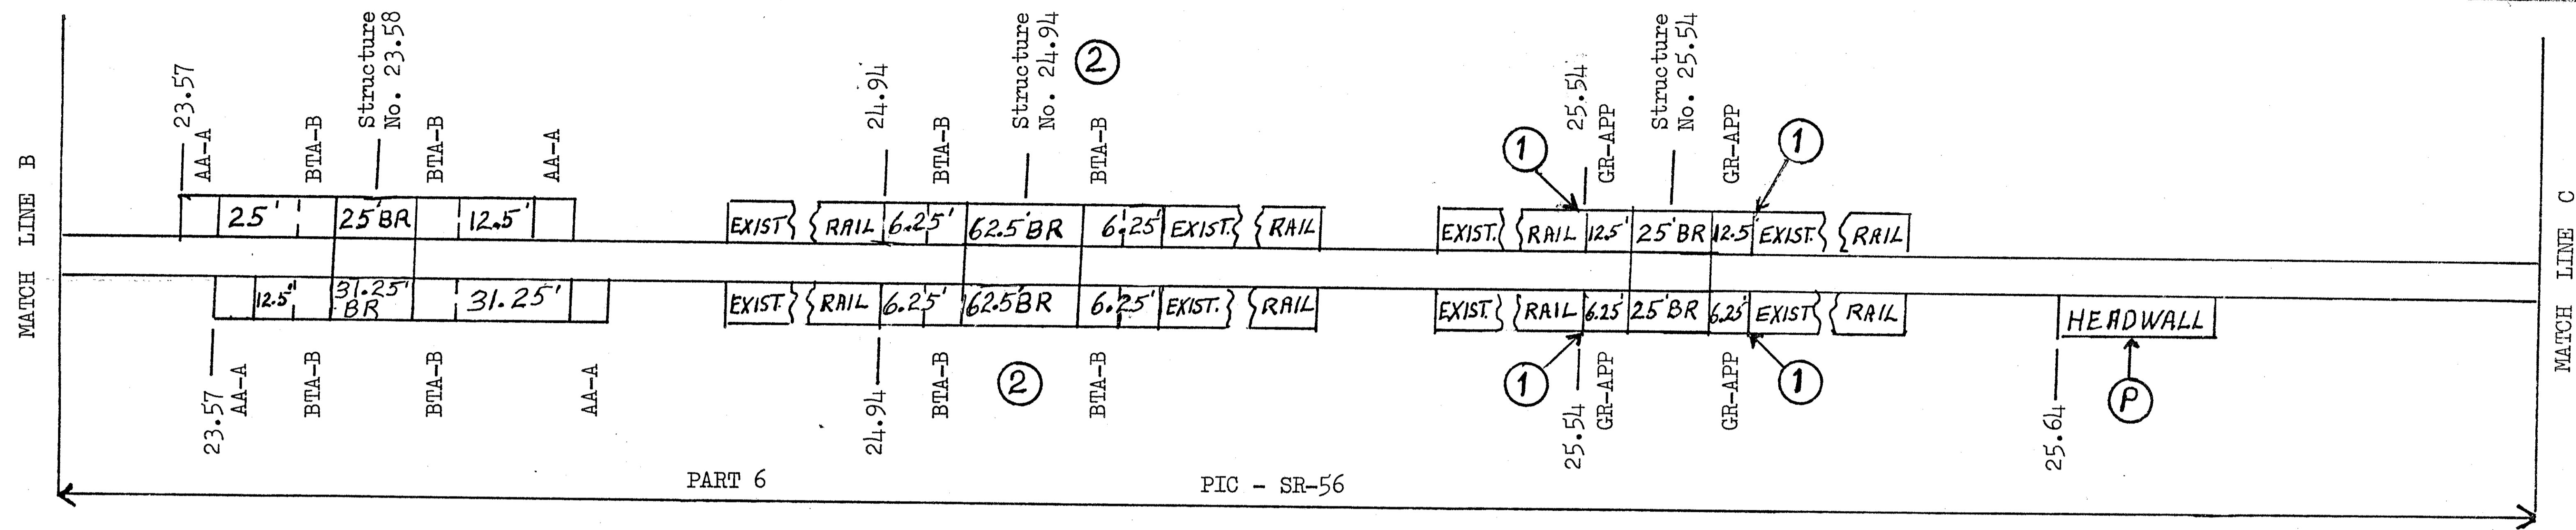 MATCH LINE B
23.57
AA-A
BTA-B
Structure
No. 23.58
BTA-B
AA-A
25'
25'BR
12.5'
12.5'
31.25'
BR
31.25'
23.57
AA-A
BTA-B
BTA-B
AA-A
24.94
BTA-B
Structure
No. 24.94
2
BTA-B
EXIST RAIL 6.25' 62.5'BR 6.25' EXIST. RAIL
EXIST. RAIL 6.25' 62.5'BR 6.25' EXIST. RAIL
24.94
BTA-B
2
BTA-B
1
25.54
GR-APP
Structure
No. 25.54
GR-APP
1
EXIST. RAIL 12.5' 25'BR 12.5' EXIST. RAIL
EXIST. RAIL 6.25' 25'BR 6.25' EXIST RAIL
1
25.54
GR-APP
GR-APP
1
HEADWALL
25.64
P
MATCH LINE C
PART 6
PIC - SR-56